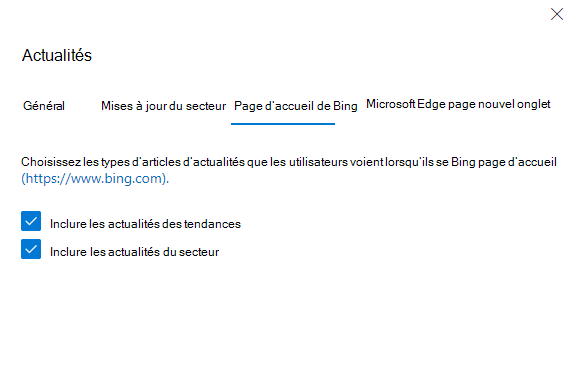 Actualités
Général Mises à jour du secteur Page d'accueil de Bing Microsoft Edge page nouvel onglet
Choisissez les types d'articles d'actualités que les utilisateurs voient lorsqu'ils se Bing page d'accueil
(https://www.bing.com).
Inclure les actualités des tendances
Inclure les actualités du secteur